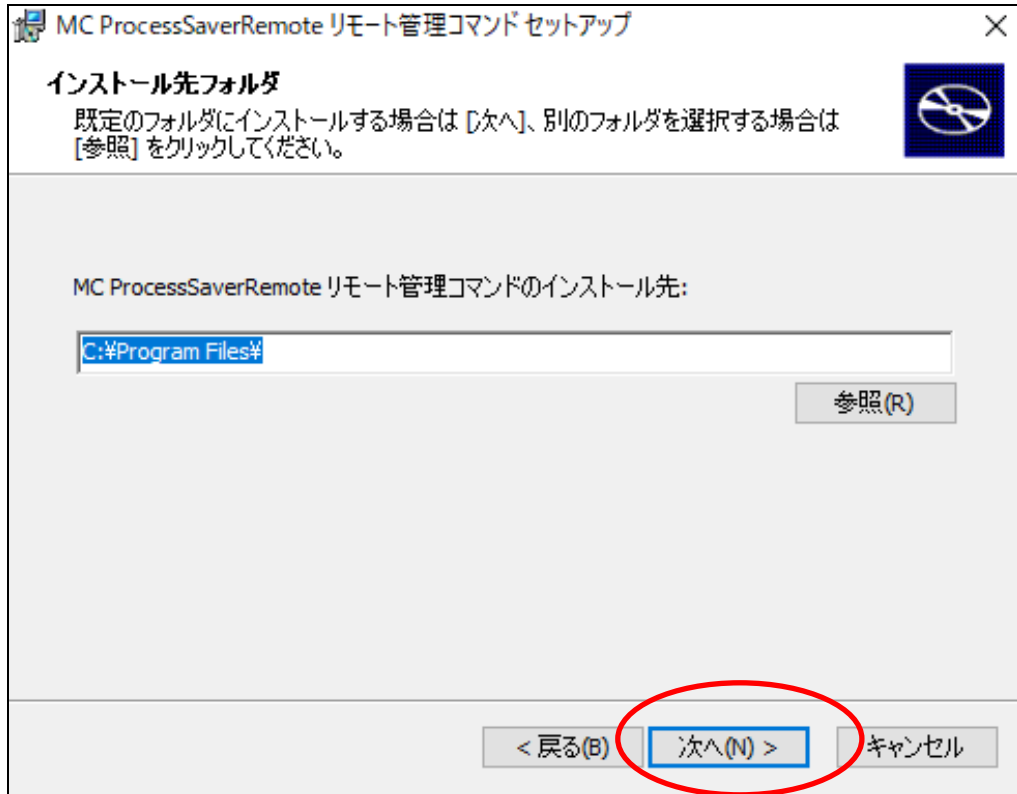 MC ProcessSaverRemote リモート管理コマンド セットアップ
インストール先フォルダ
既定のフォルダにインストールする場合は [次へ]、別のフォルダを選択する場合は
[参照] をクリックしてください。
MC ProcessSaverRemote リモート管理コマンドのインストール先:
C:¥Program Files¥
参照(R)
< 戻る(B)
次へ(N) >
キャンセル